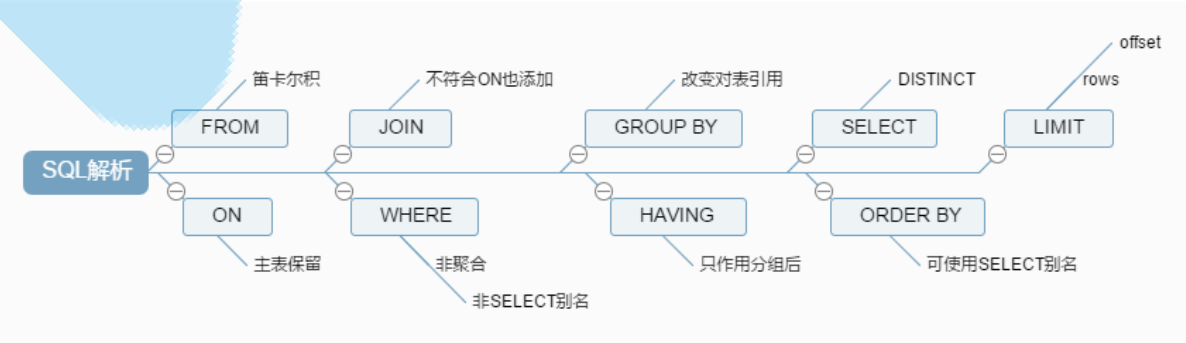 offset
笛卡尔积
不符合ON也添加
改变对表引用
DISTINCT
rows
FROM
JOIN
GROUP BY
SELECT
LIMIT
SQL解析
ON
WHERE
HAVING
ORDER BY
主表保留
非聚合
只作用分组后
可使用SELECT别名
非SELECT别名